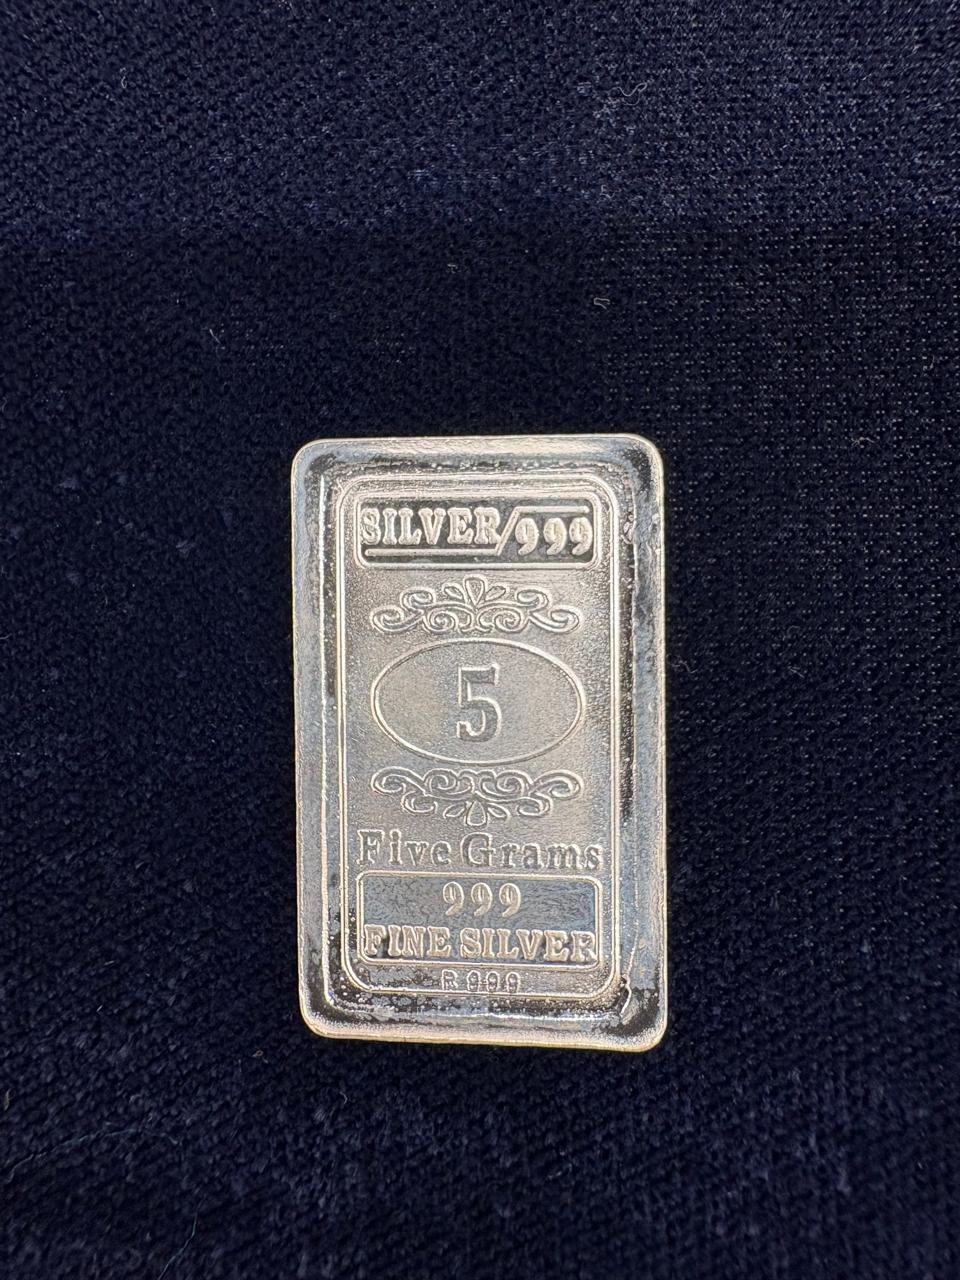 SILVER/999
5
Five Grams
999
FINE SILVER
R 999